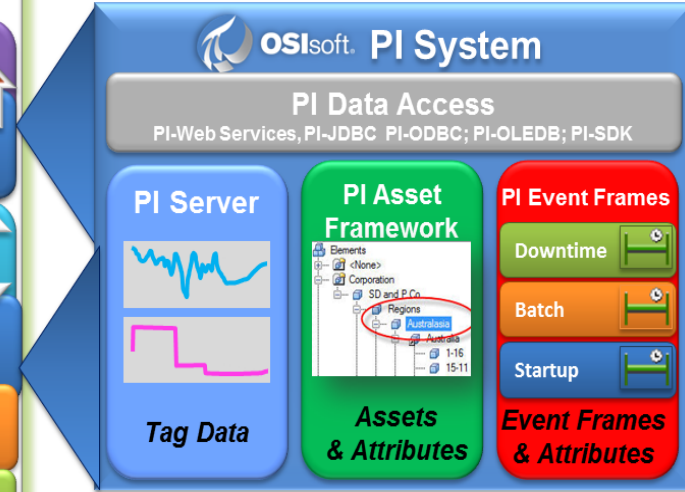 OSIsoft. PI System
PI Data Access
PI-Web Services, PI-JDBC PI-ODBC; PI-OLEDB; PI-SDK
PI Server
Tag Data
PI Asset
Framework
Elements
<None>
Corporation
SD and P Co
Regions
Australasia
Australia
1-16
15-11
Assets
& Attributes
PI Event Frames
Downtime
Batch
Startup
Event Frames
& Attributes